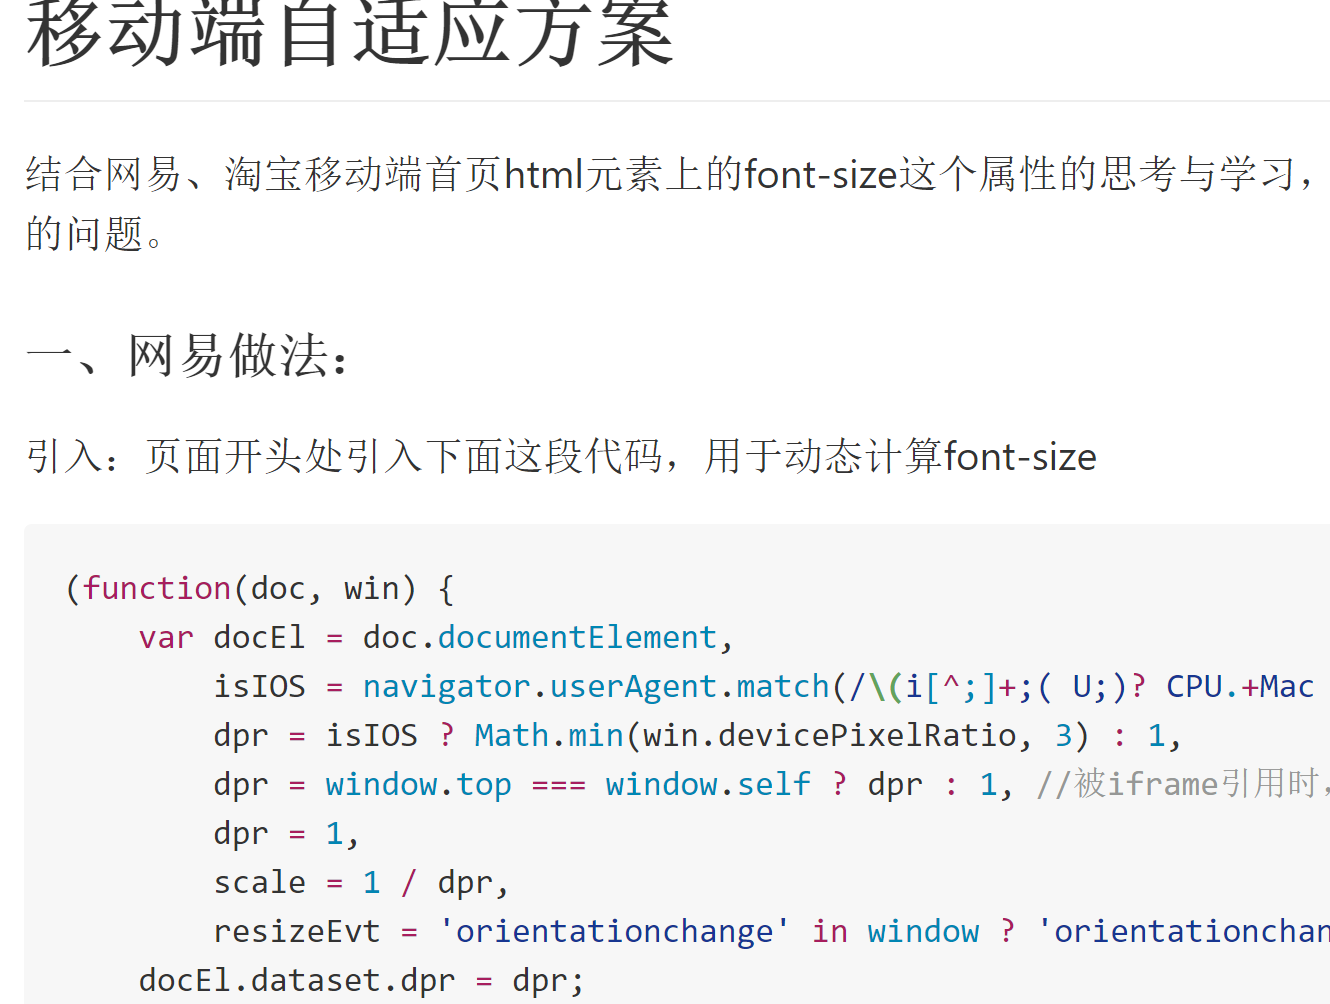 移动端自适应方案
结合网易、淘宝移动端首页html元素上的font-size这个属性的思考与学习，
的问题。
一、网易做法：
引入：页面开头处引入下面这段代码，用于动态计算font-size
(function(doc, win) {
    var docEl = doc.documentElement,
        isIOS = navigator.userAgent.match(/\(i[^;]+;( U;)? CPU.+Mac
        dpr = isIOS ? Math.min(win.devicePixelRatio, 3) : 1,
        dpr = window.top === window.self ? dpr : 1, //被iframe引用时，
        dpr = 1,
        scale = 1 / dpr,
        resizeEvt = 'orientationchange' in window ? 'orientationchan
    docEl.dataset.dpr = dpr;